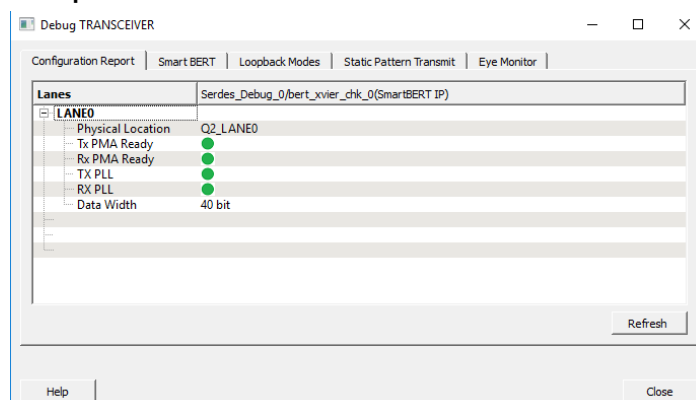 Debug TRANSCEIVER
Configuration Report Smart BERT Loopback Modes Static Pattern Transmit Eye Monitor
Lanes Serdes_Debug_0/bert_xvier_chk_0(SmartBERT IP)
LANE0
Physical Location Q2_LANE0
Tx PMA Ready
Rx PMA Ready
TX PLL
RX PLL
Data Width 40 bit
Refresh
Help Close